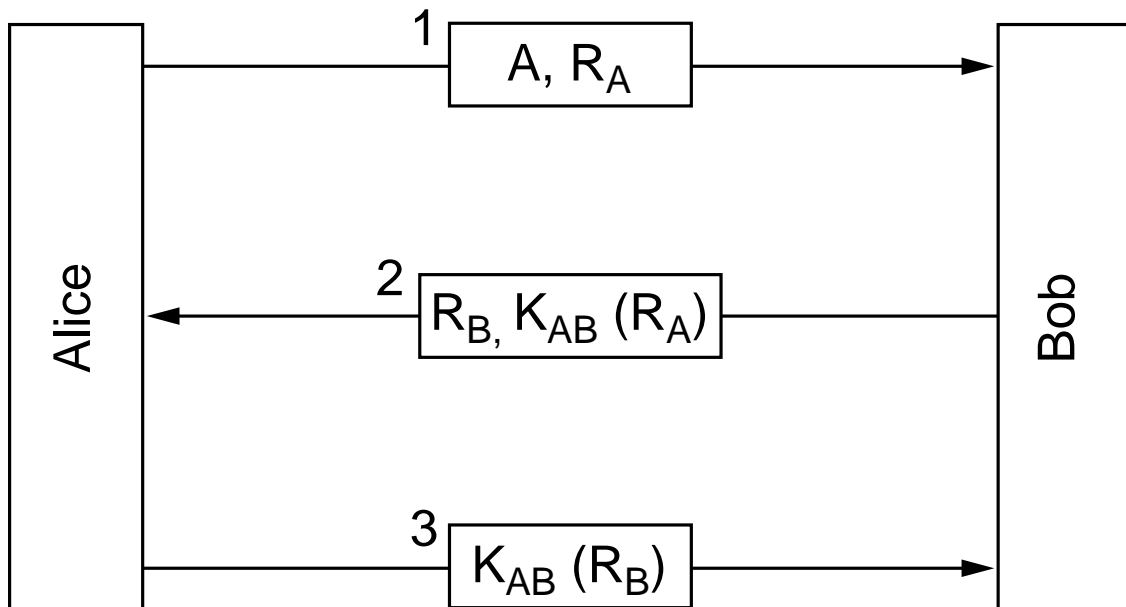 Alice
Bob
1
A, R_A
2
R_B, K_AB (R_A)
3
K_AB (R_B)